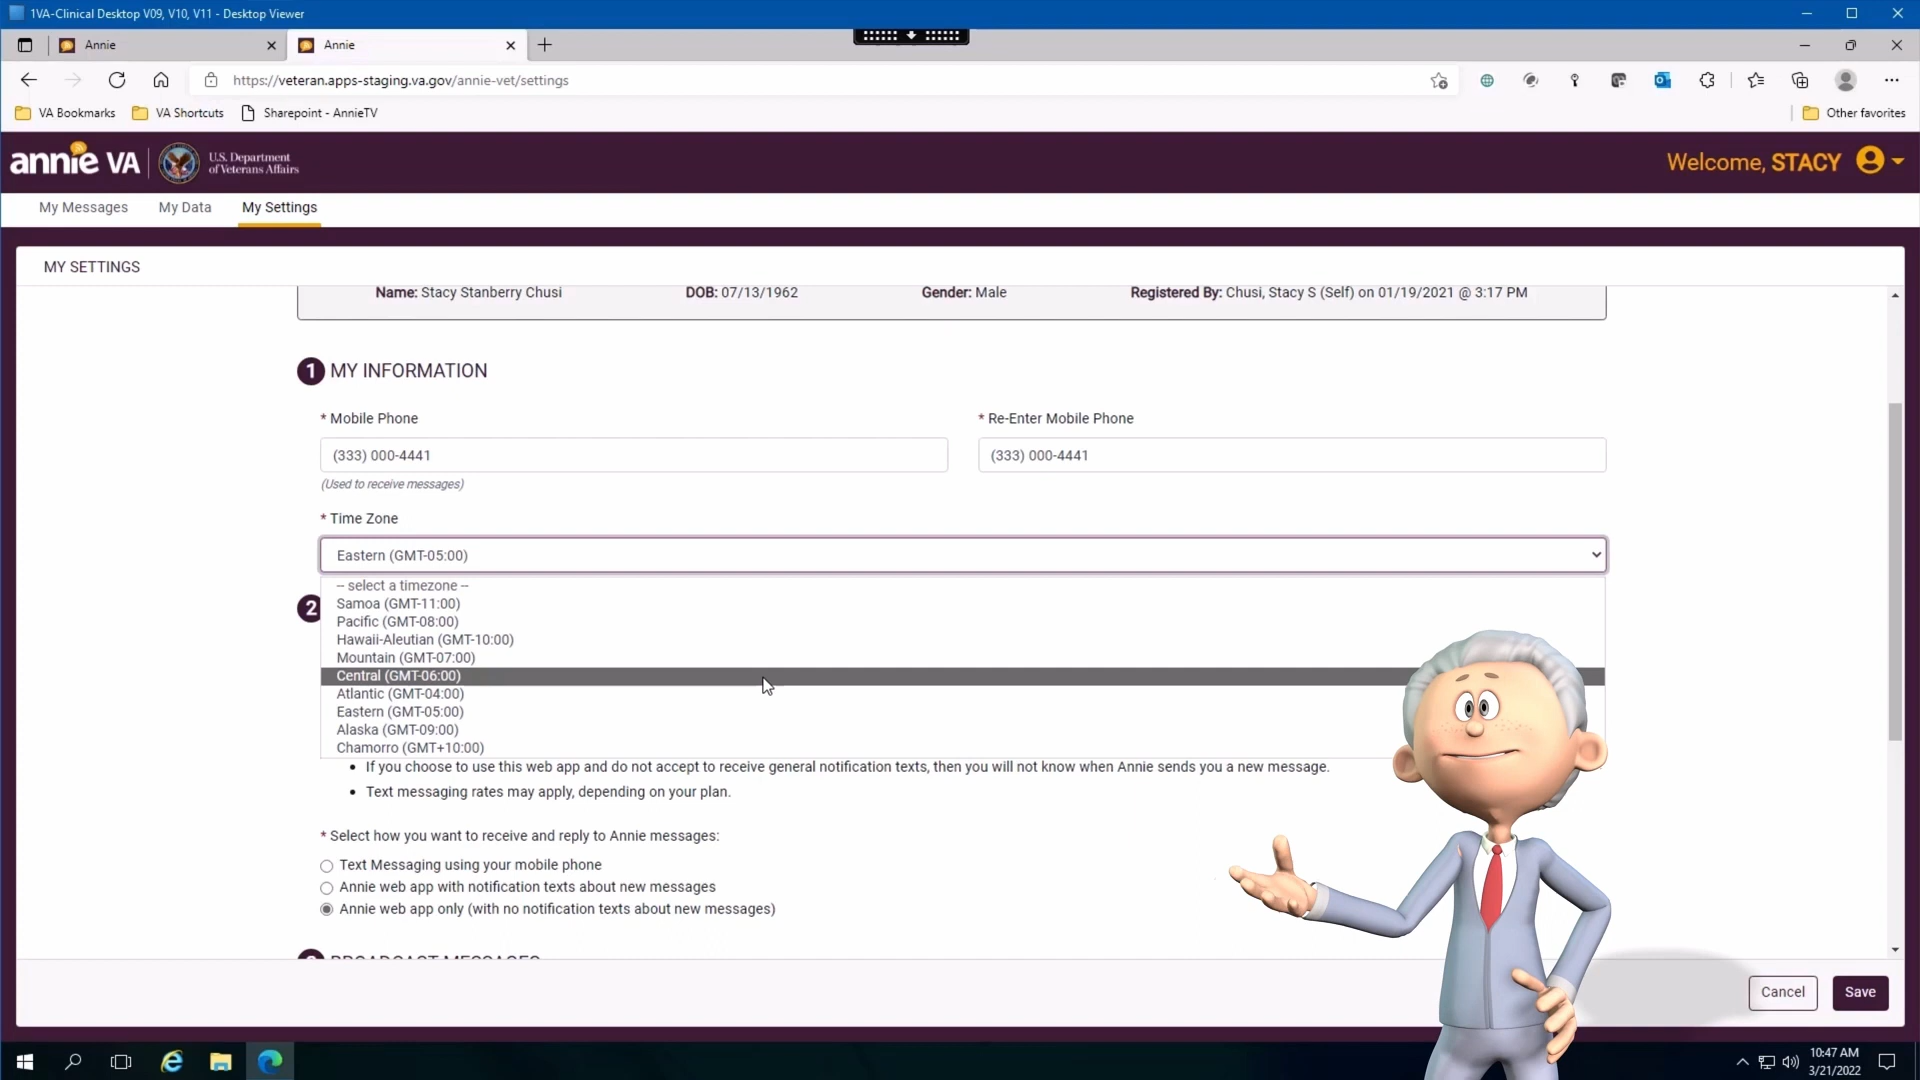 1VA-Clinical Desktop V09, V10, V11 - Desktop Viewer
Annie
Annie
https://veteran.apps-staging.va.gov/annie-vet/settings
VA Bookmarks
VA Shortcuts
Sharepoint - AnnieTV
Other favorites
annie VA
U.S. Department
of Veterans Affairs
Welcome, STACY
My Messages
My Data
My Settings
MY SETTINGS
Name: Stacy Stanberry Chusi
DOB: 07/13/1962
Gender: Male
Registered By: Chusi, Stacy S (Self) on 01/19/2021 @ 3:17 PM
1 MY INFORMATION
* Mobile Phone
* Re-Enter Mobile Phone
(333) 000-4441
(333) 000-4441
(Used to receive messages)
* Time Zone
Eastern (GMT-05:00)
-- select a timezone --
Samoa (GMT-11:00)
2
Pacific (GMT-08:00)
Hawaii-Aleutian (GMT-10:00)
Mountain (GMT-07:00)
Central (GMT-06:00)
Atlantic (GMT-04:00)
Eastern (GMT-05:00)
Alaska (GMT-09:00)
Chamorro (GMT+10:00)
• If you choose to use this web app and do not accept to receive general notification texts, then you will not know when Annie sends you a new message.
• Text messaging rates may apply, depending on your plan.
* Select how you want to receive and reply to Annie messages:
Text Messaging using your mobile phone
Annie web app with notification texts about new messages
Annie web app only (with no notification texts about new messages)
BROADCAST MESSAGES
Cancel
Save
10:47 AM
3/21/2022